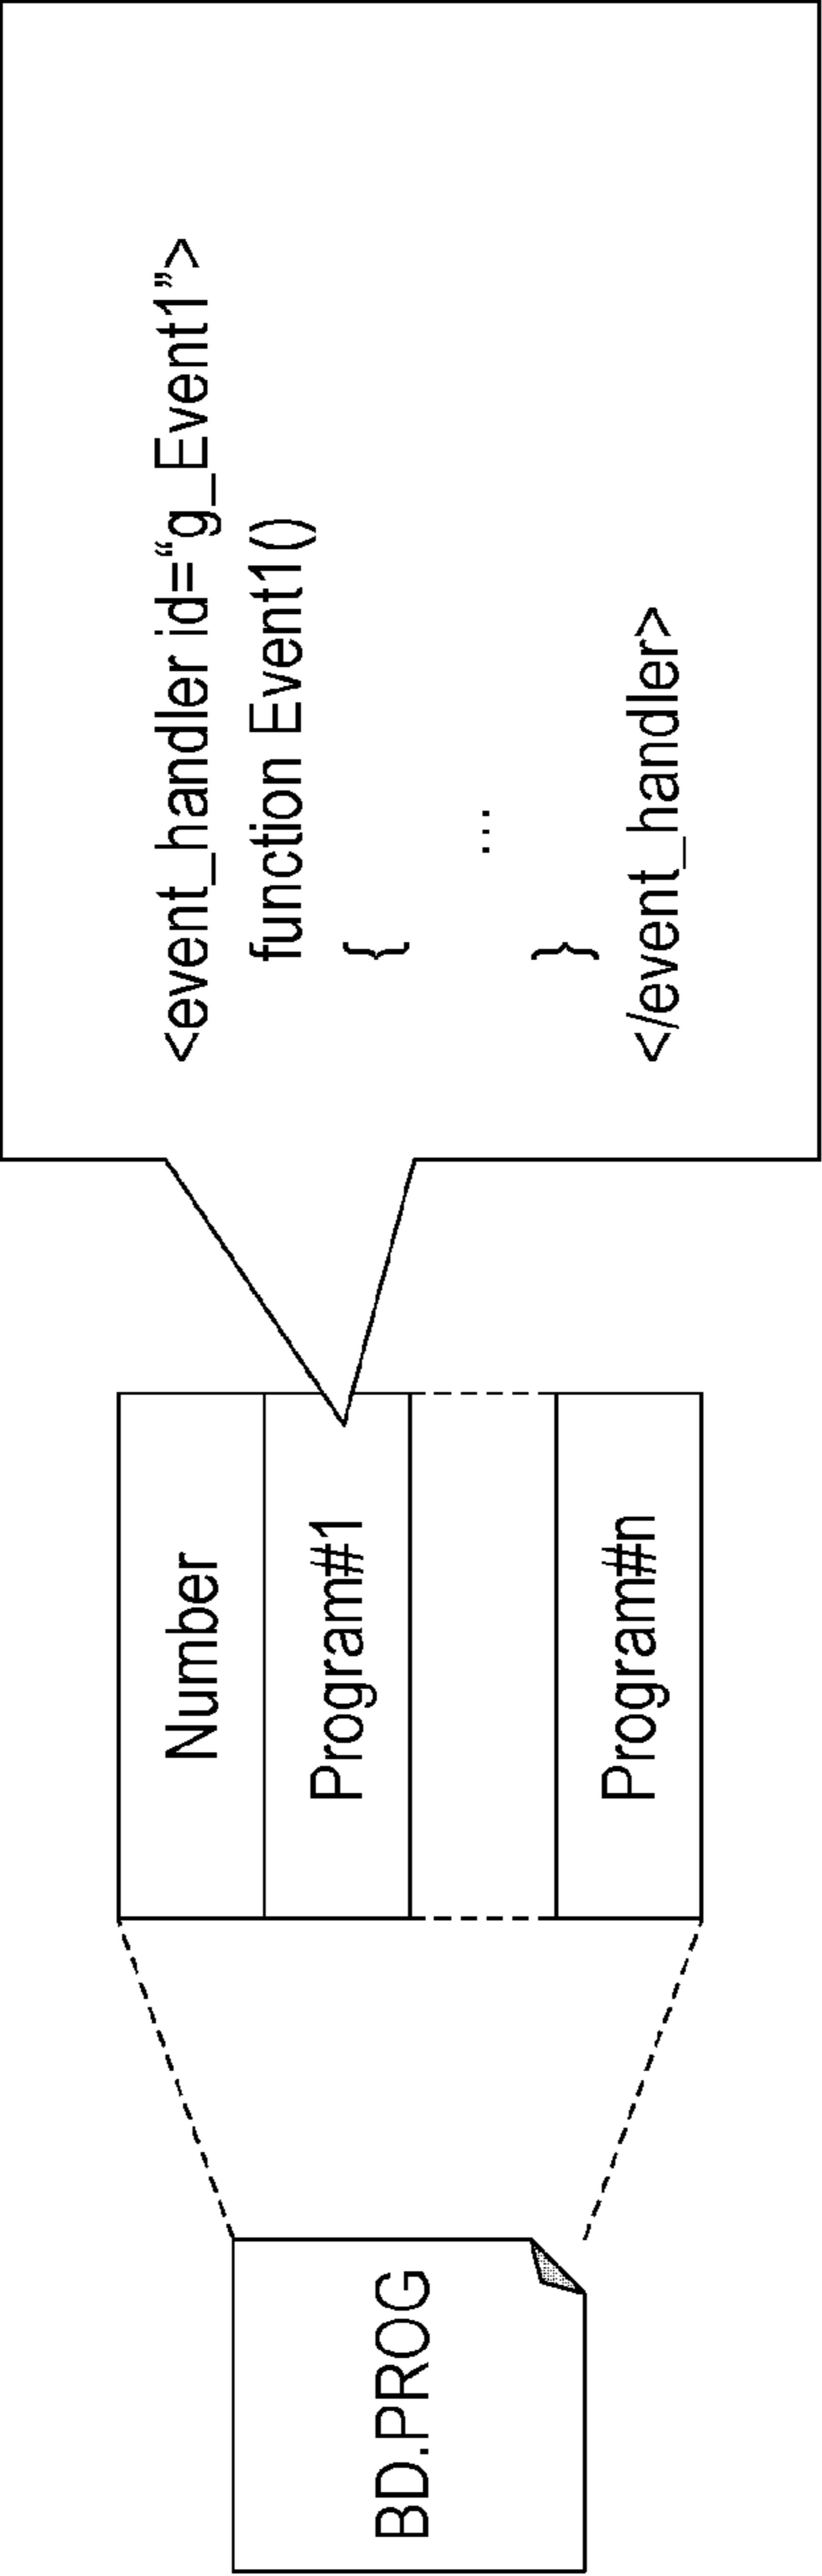 BD.PROG
Number
Program#1
Program#n
<event_handler id=“g_Event1”>
function Event1()
{
...
}
</event_handler>